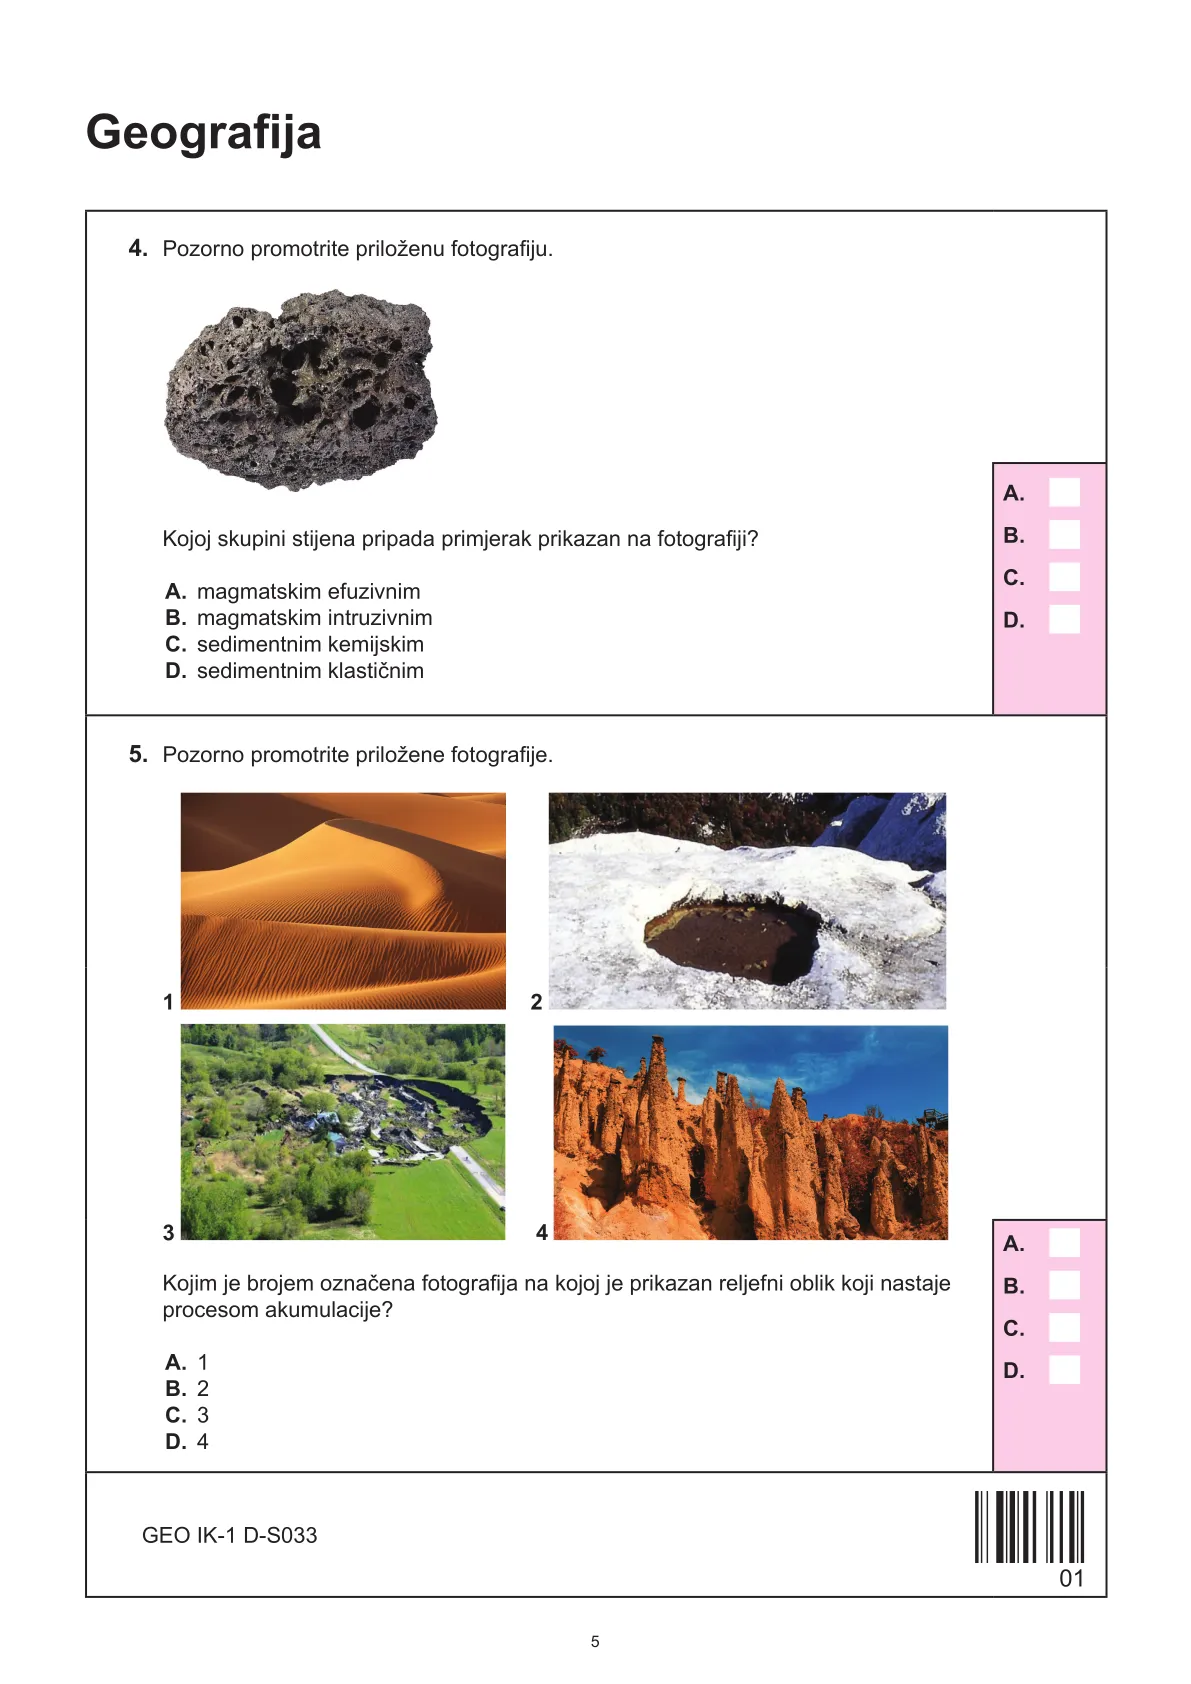 Geografija
4. Pozorno promotrite priloženu fotografiju.
Kojoj skupini stijena pripada primjerak prikazan na fotografiji?
A. magmatskim efuzivnim
B. magmatskim intruzivnim
C. sedimentnim kemijskim
D. sedimentnim klastičnim
A.
B.
C.
D.
5. Pozorno promotrite priložene fotografije.
1
2
3
4
Kojim je brojem označena fotografija na kojoj je prikazan reljefni oblik koji nastaje
procesom akumulacije?
A. 1
B. 2
C. 3
D. 4
A.
B.
C.
D.
GEO IK-1 D-S033
01
5